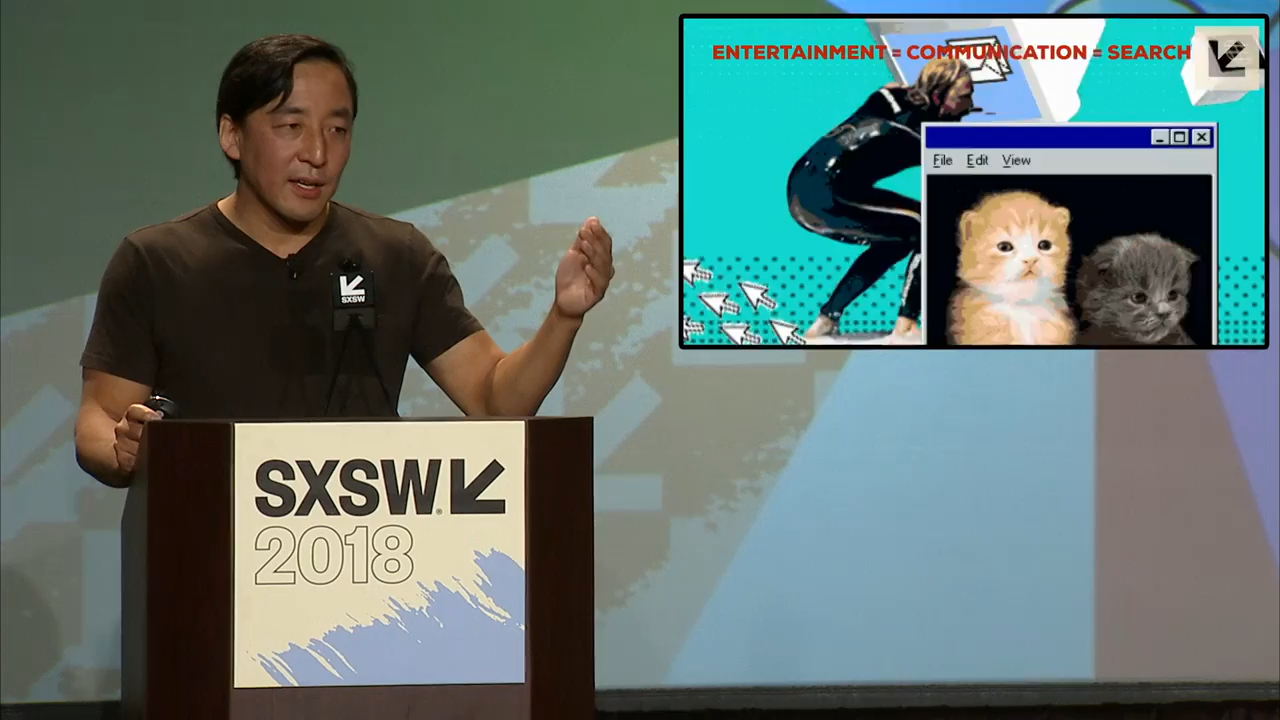 ENTERTAINMENT = COMMUNICATION = SEARCH
File Edit View
SXSW
SXSW
2018